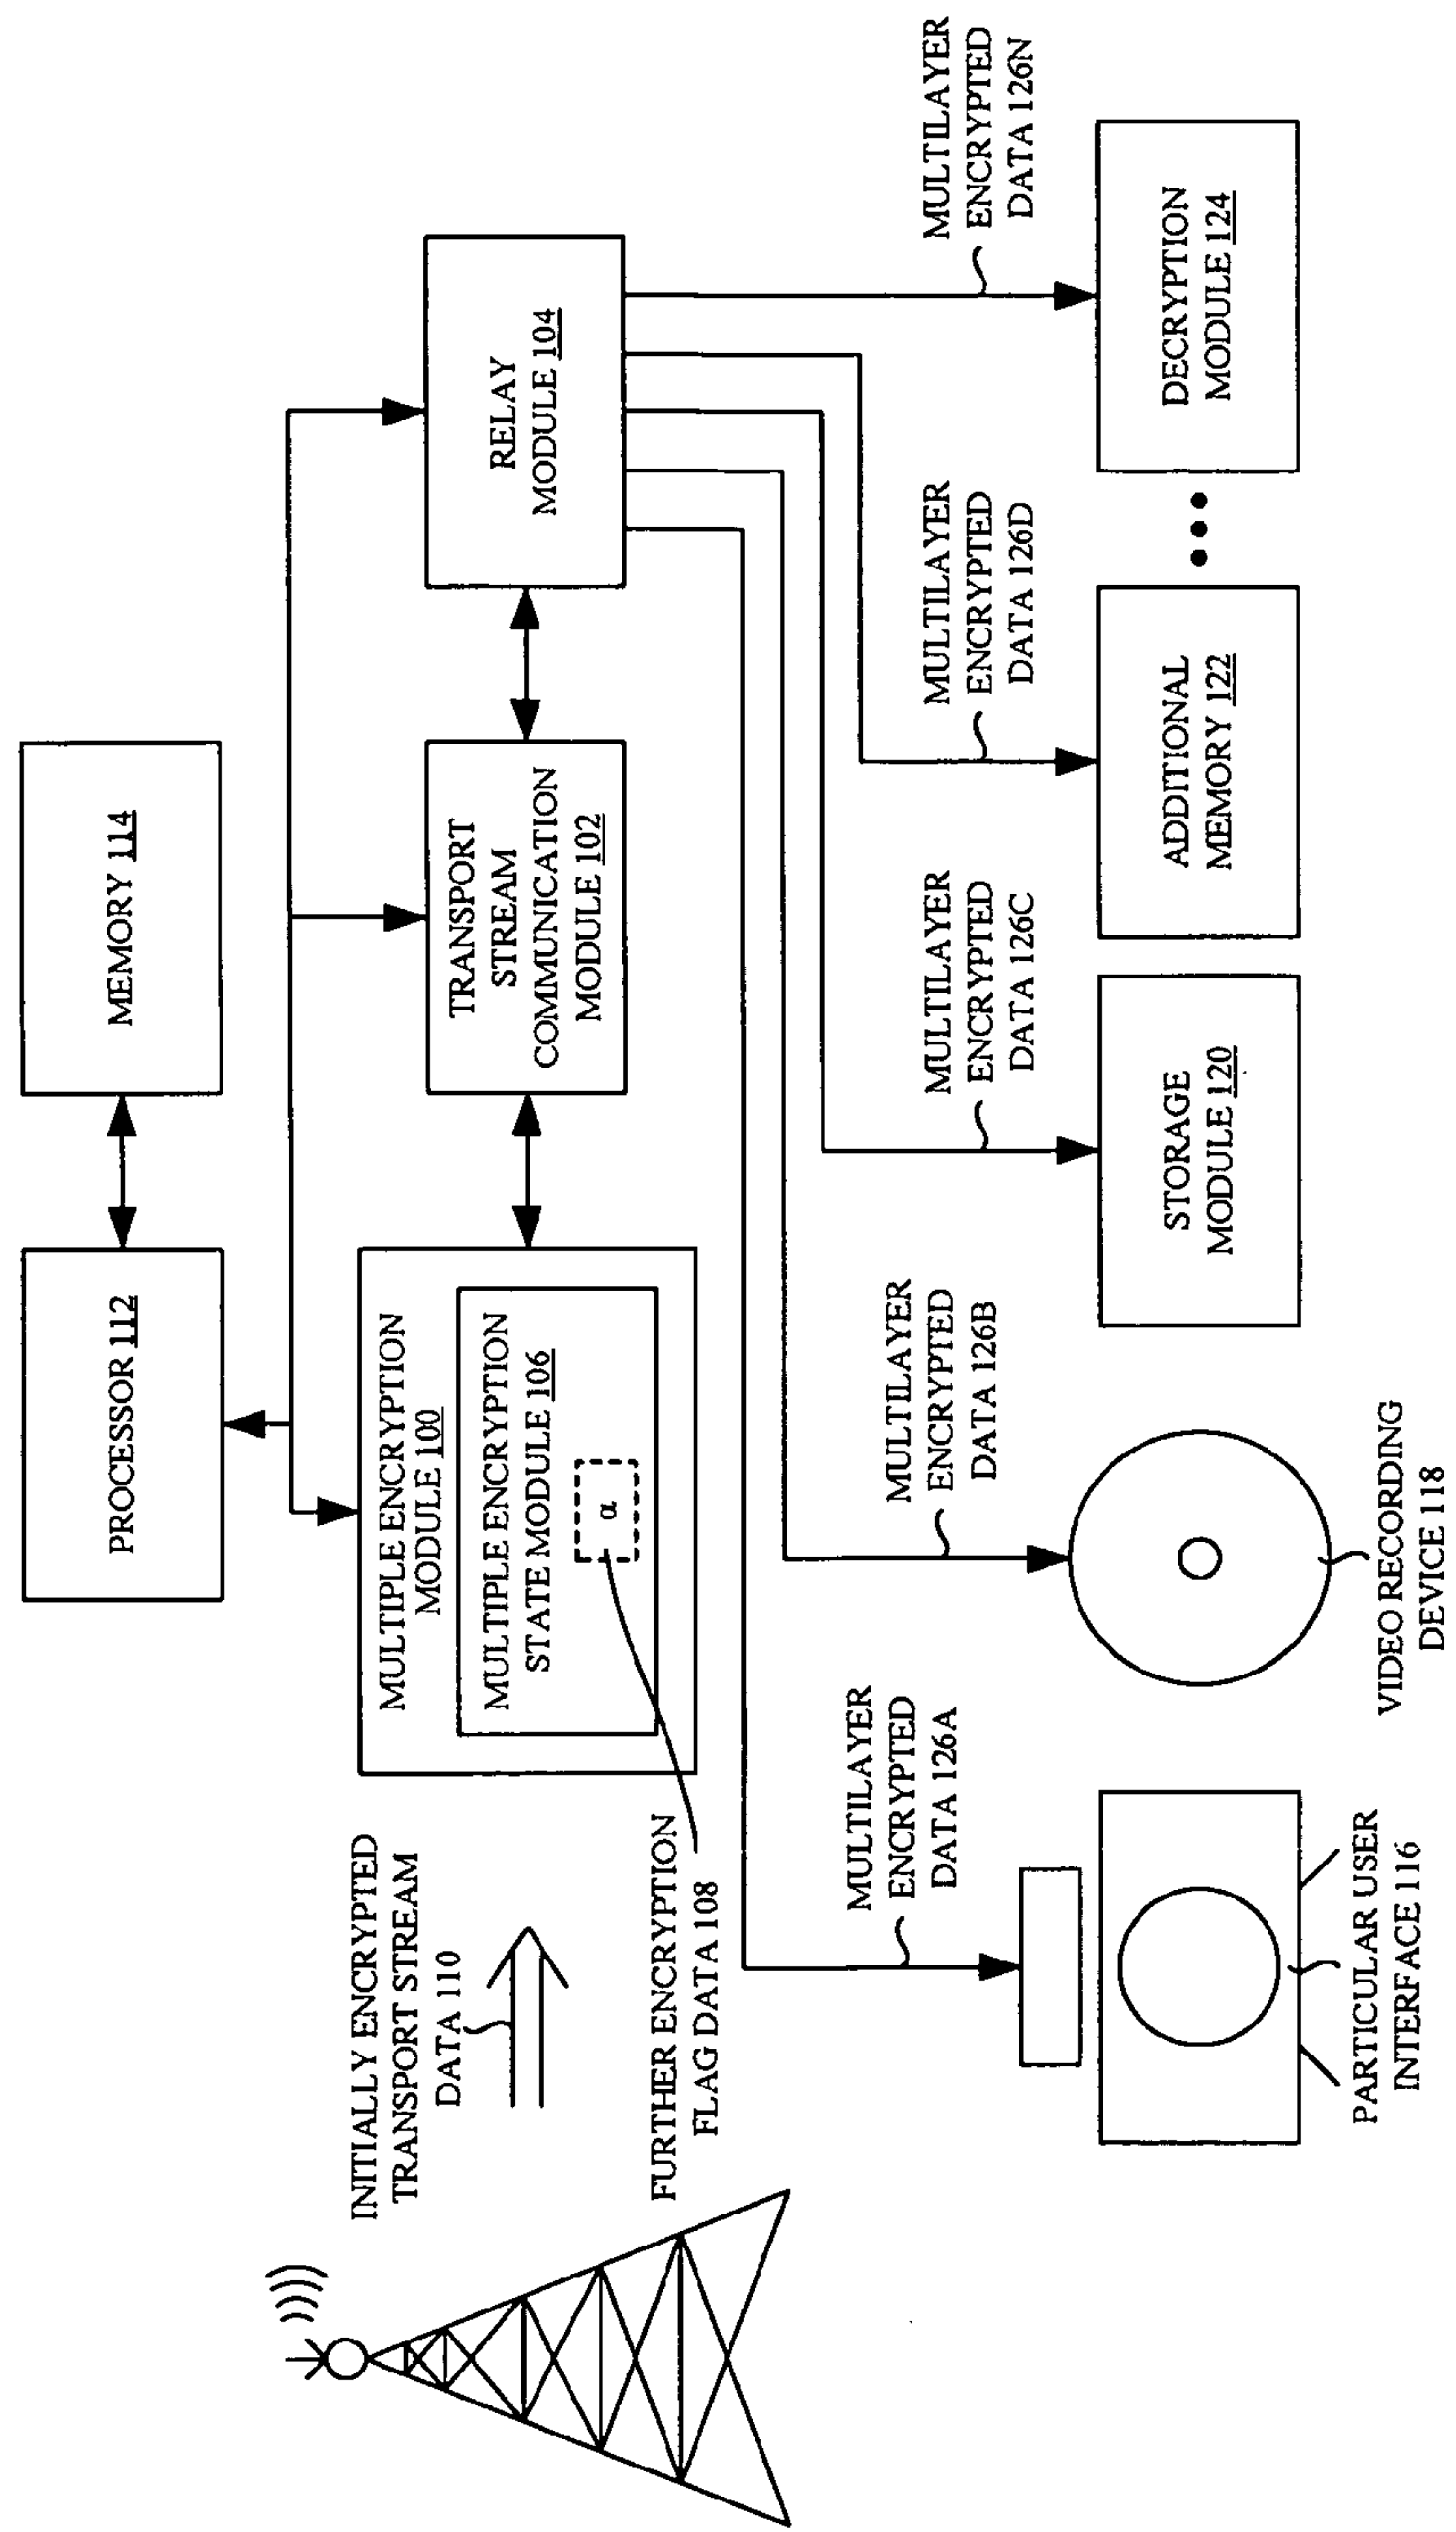 PROCESSOR 112
MEMORY 114
INITIALLY ENCRYPTED
TRANSPORT STREAM
DATA 110
MULTIPLE ENCRYPTION
MODULE 100
MULTIPLE ENCRYPTION
STATE MODULE 106
α
TRANSPORT
STREAM
COMMUNICATION
MODULE 102
RELAY
MODULE 104
FURTHER ENCRYPTION
FLAG DATA 108
MULTILAYER
ENCRYPTED
DATA 126A
MULTILAYER
ENCRYPTED
DATA 126B
MULTILAYER
ENCRYPTED
DATA 126C
MULTILAYER
ENCRYPTED
DATA 126D
MULTILAYER
ENCRYPTED
DATA 126N
STORAGE
MODULE 120
ADDITIONAL
MEMORY 122
DECRYPTION
MODULE 124
PARTICULAR USER
INTERFACE 116
VIDEO RECORDING
DEVICE 118